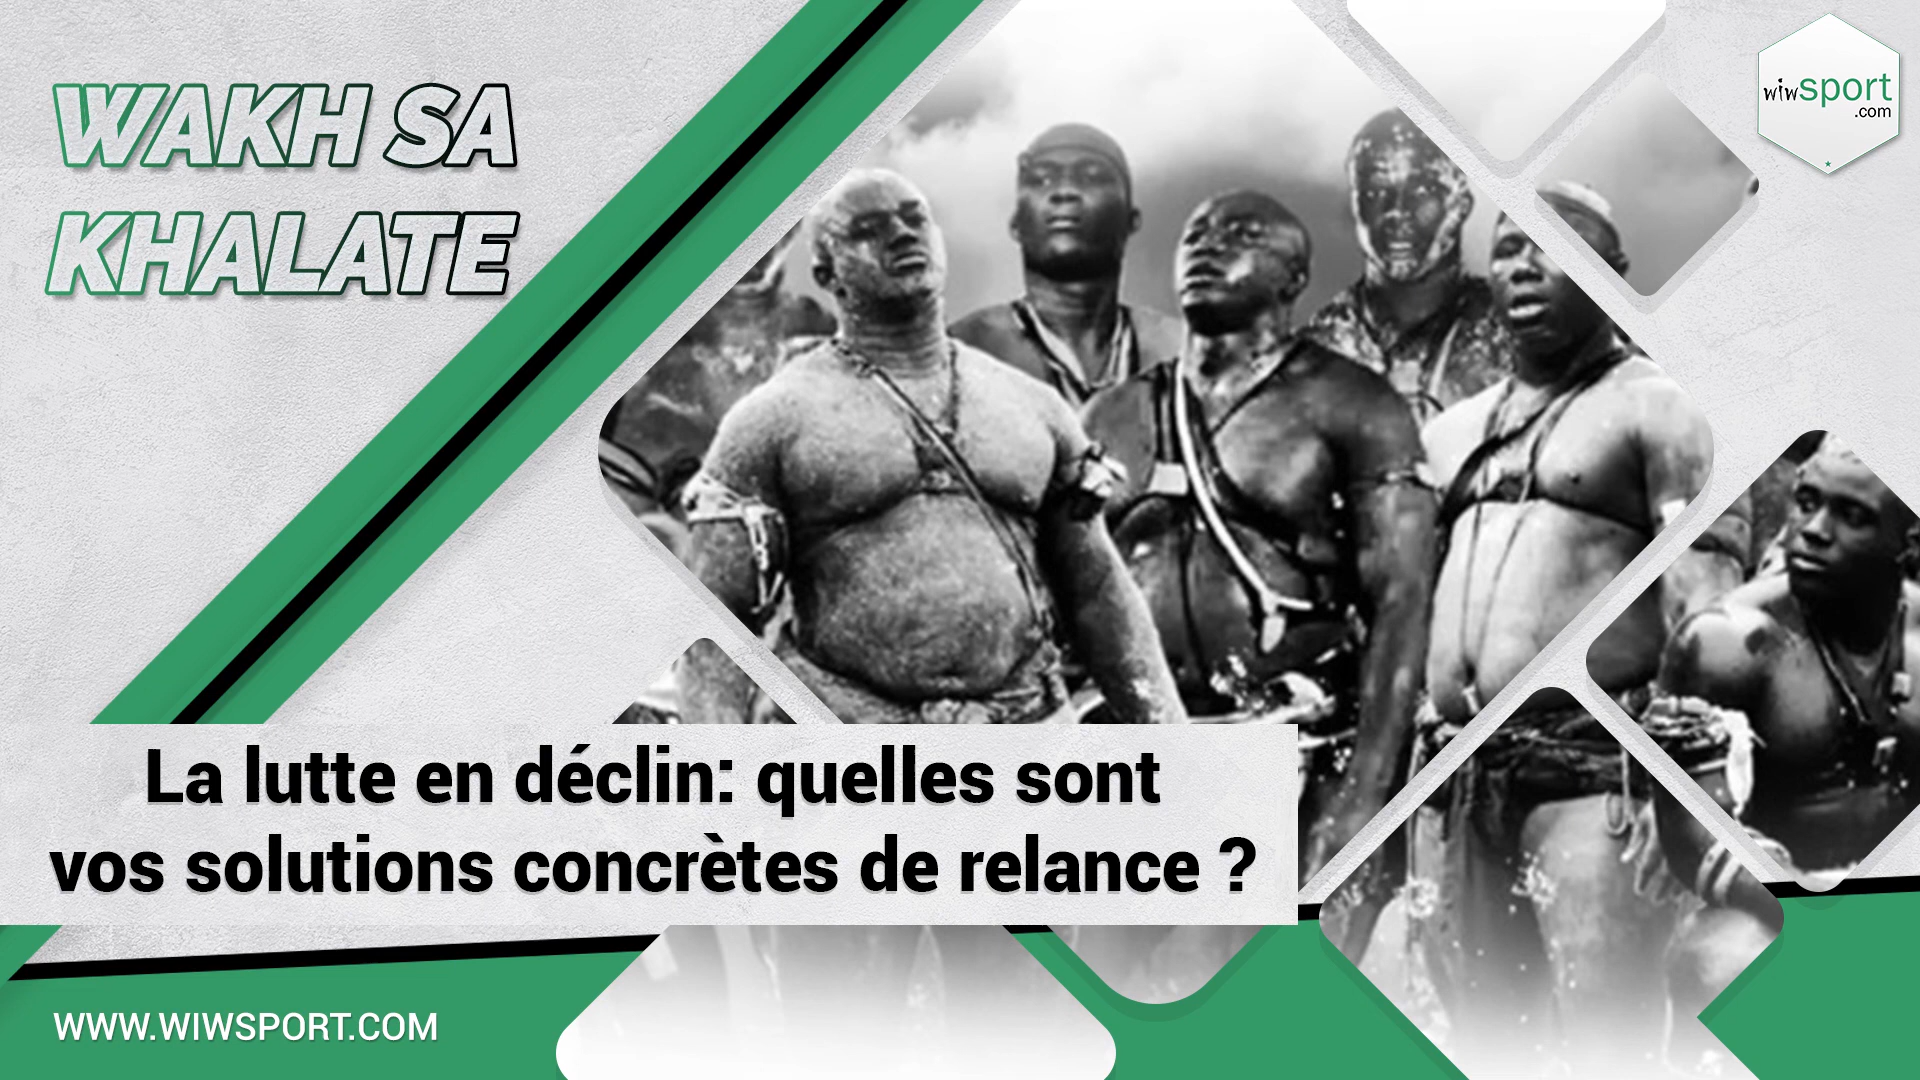 WAKH SA
KHALATE
wiwsport
.com
La lutte en déclin: quelles sont
vos solutions concrètes de relance ?
WWW.WIWSPORT.COM